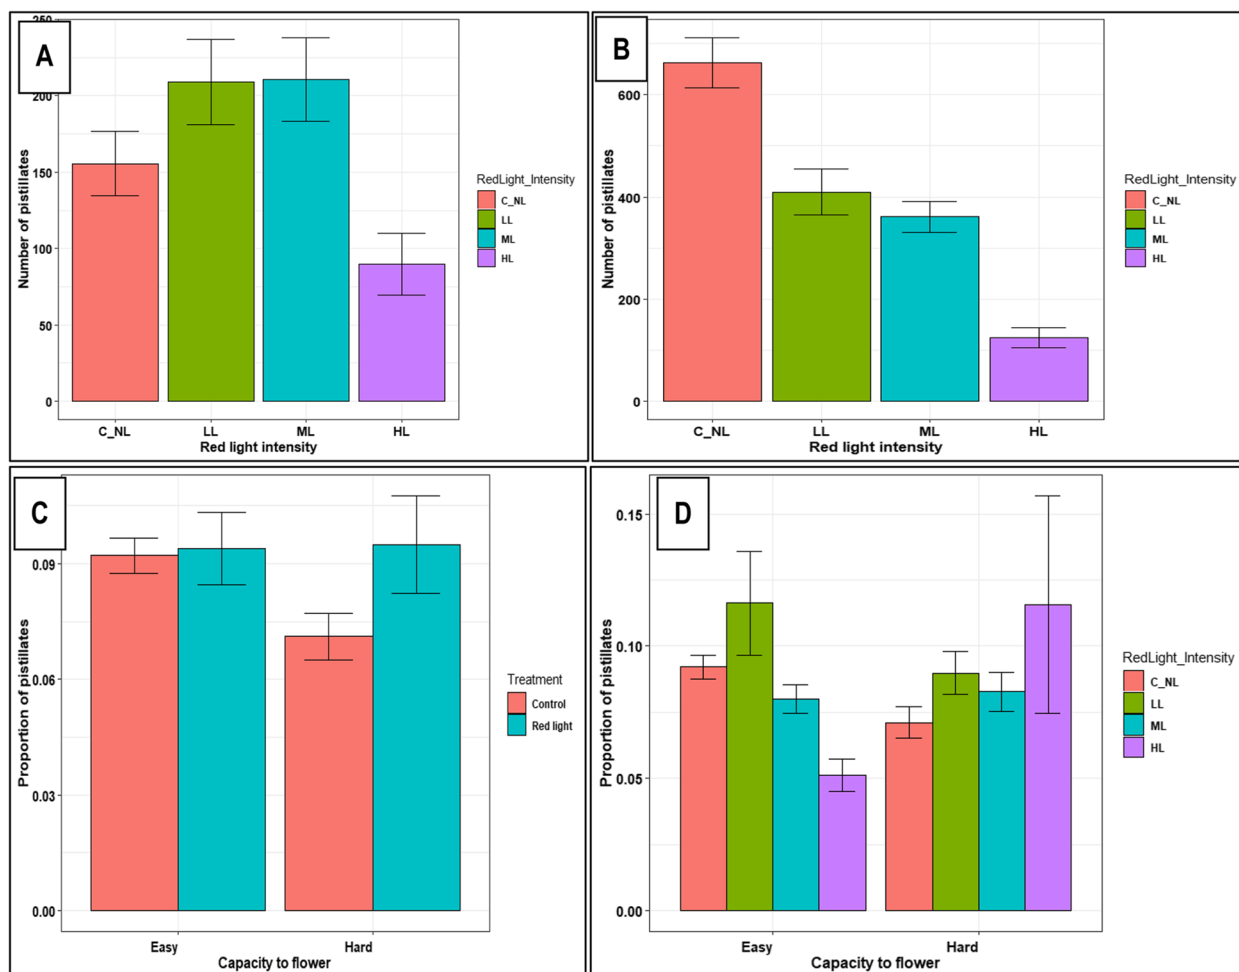 A
250
200
150
100
50
0
Number of pistillates
C_NL LL ML HL
Red light intensity
RedLight_Intensity
C_NL
LL
ML
HL
B
600
400
200
0
Number of pistillates
C_NL LL ML HL
Red light intensity
RedLight_Intensity
C_NL
LL
ML
HL
C
0.09
0.06
0.03
0.00
Proportion of pistillates
Easy Hard
Capacity to flower
Treatment
Control
Red light
D
0.15
0.10
0.05
0.00
Proportion of pistillates
Easy Hard
Capacity to flower
RedLight_Intensity
C_NL
LL
ML
HL